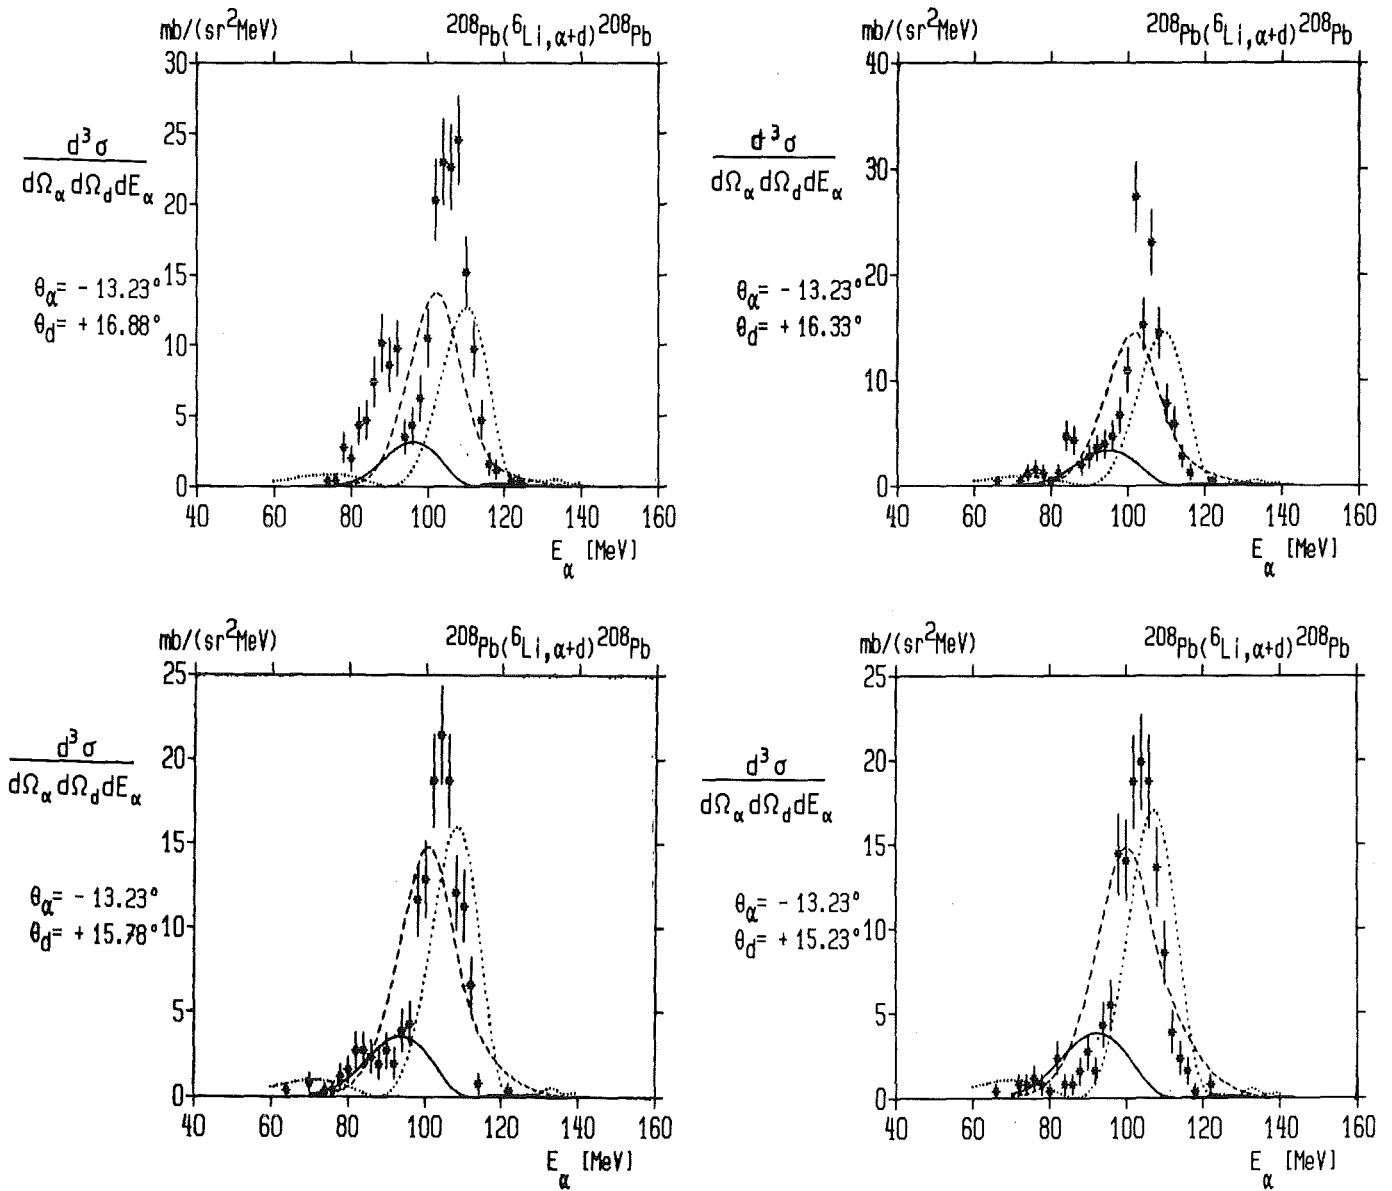 mb/(sr²MeV) ²⁰⁸Pb(⁶Li,α+d)²⁰⁸Pb
30
25
20
15
10
5
0
d³σ
dΩα dΩd dEα
θα= - 13.23°
θd= + 16.88°
40 60 80 100 120 140 160
Eα [MeV]
mb/(sr²MeV) ²⁰⁸Pb(⁶Li,α+d)²⁰⁸Pb
40
30
20
10
0
d³σ
dΩα dΩd dEα
θα= - 13.23°
θd= + 16.33°
40 60 80 100 120 140 160
Eα [MeV]
mb/(sr²MeV) ²⁰⁸Pb(⁶Li,α+d)²⁰⁸Pb
25
20
15
10
5
0
d³σ
dΩα dΩd dEα
θα= - 13.23°
θd= + 15.78°
40 60 80 100 120 140 160
Eα [MeV]
mb/(sr²MeV) ²⁰⁸Pb(⁶Li,α+d)²⁰⁸Pb
25
20
15
10
5
0
d³σ
dΩα dΩd dEα
θα= - 13.23°
θd= + 15.23°
40 60 80 100 120 140 160
Eα [MeV]